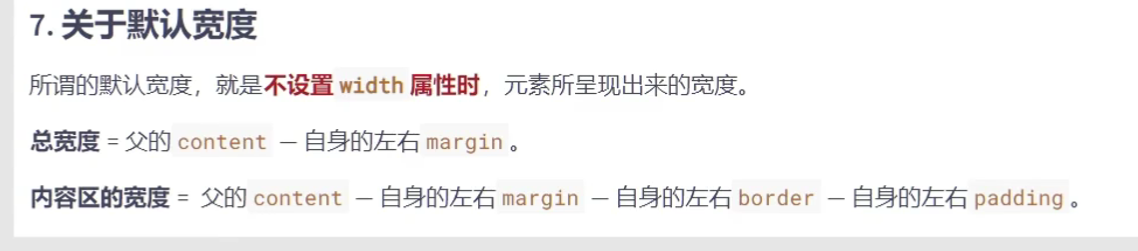 7. 关于默认宽度
所谓的默认宽度，就是不设置 width 属性时，元素所呈现出来的宽度。
总宽度 = 父的 content — 自身的左右 margin 。
内容区的宽度 = 父的 content — 自身的左右 margin — 自身的左右 border — 自身的左右 padding 。